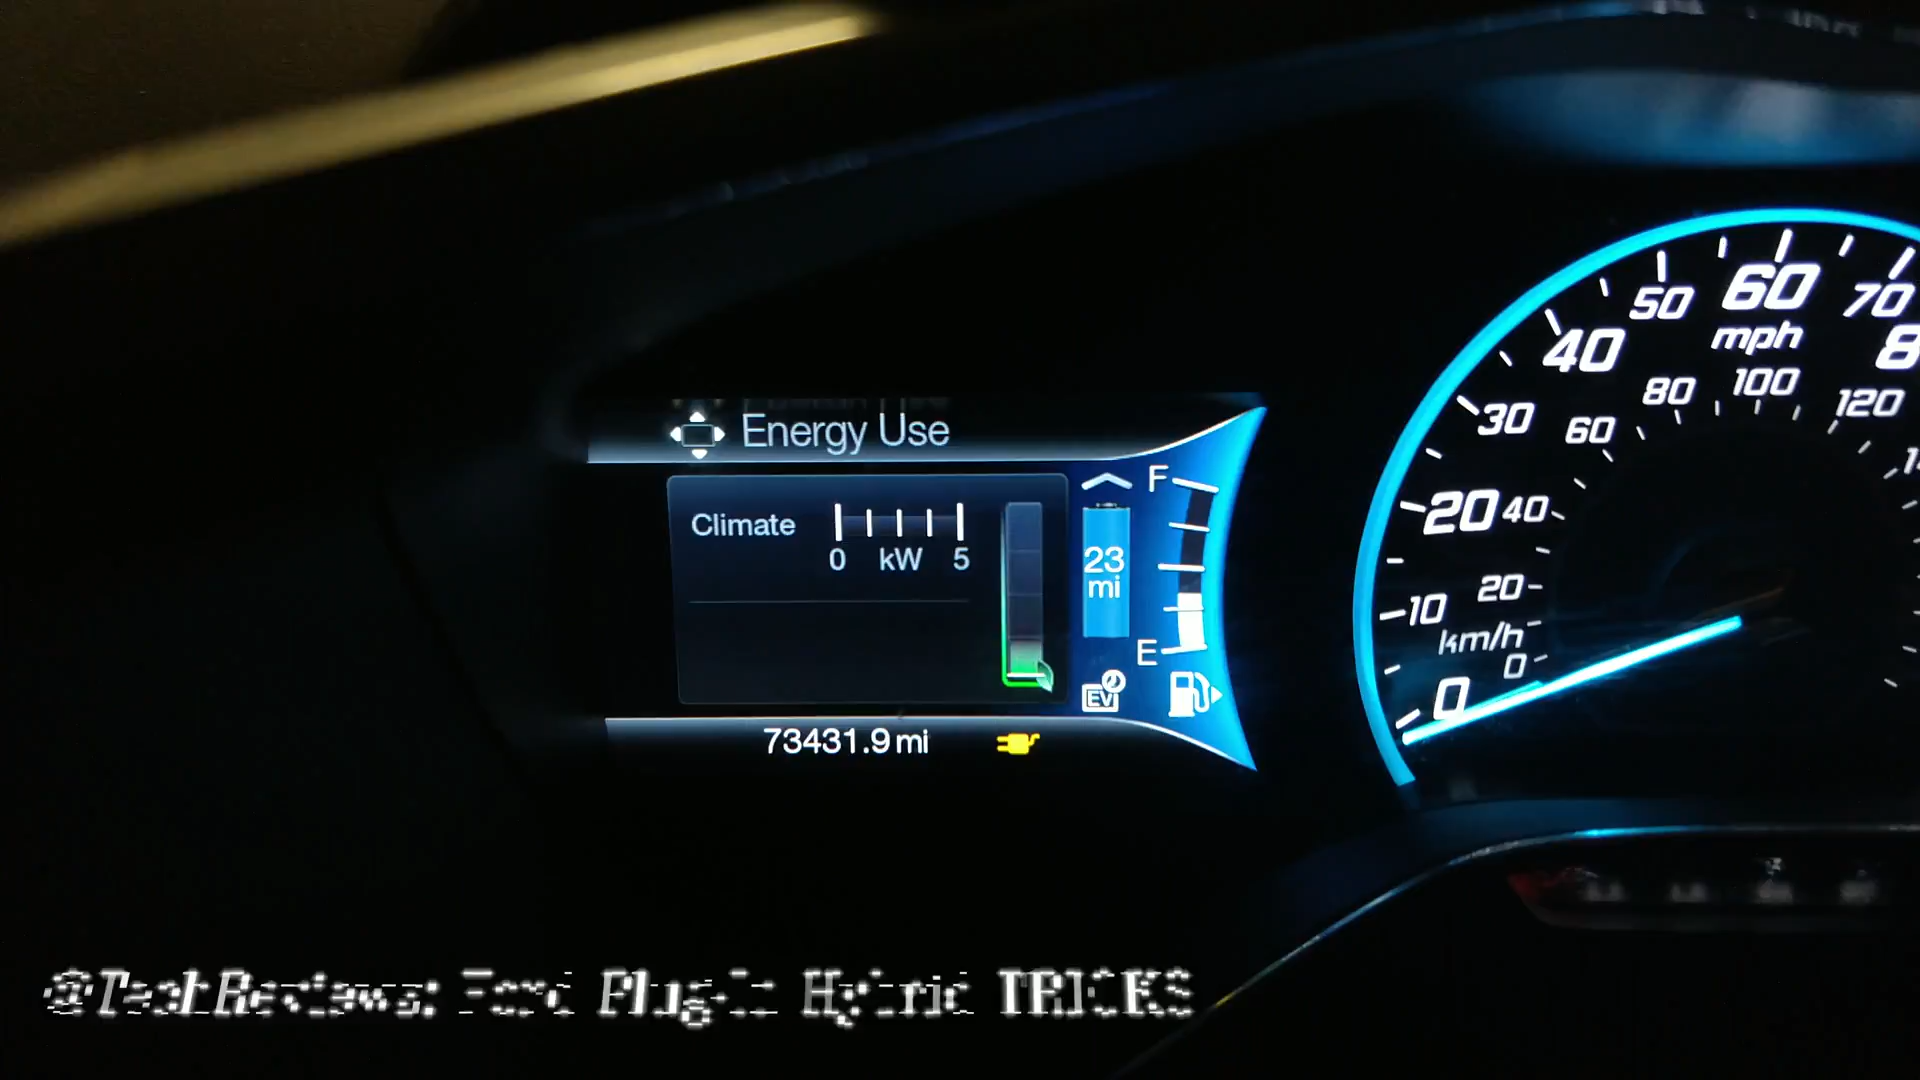 Energy Use
Climate
0 kW 5
23
mi
F
E
EV
73431.9 mi
0 10 20 30 40 50 60 70 8
mph
0 20 40 60 80 100 120 1
km/h
@TechReviews: Ford Plug-In Hybrid TRICKS